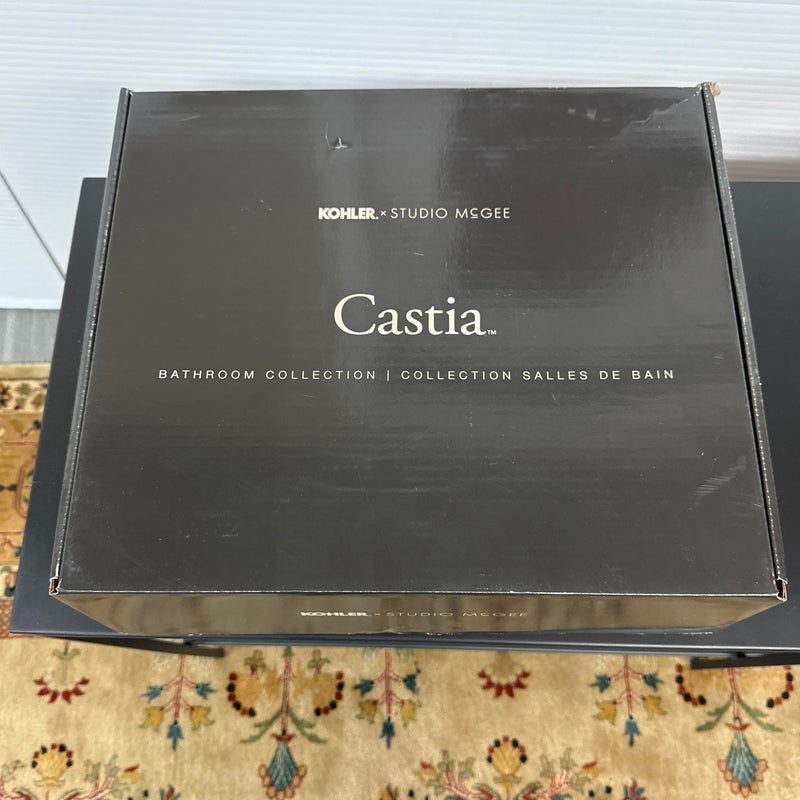 KOHLER. × STUDIO McGEE
Castia™
BATHROOM COLLECTION | COLLECTION SALLES DE BAIN
KOHLER. × STUDIO McGEE